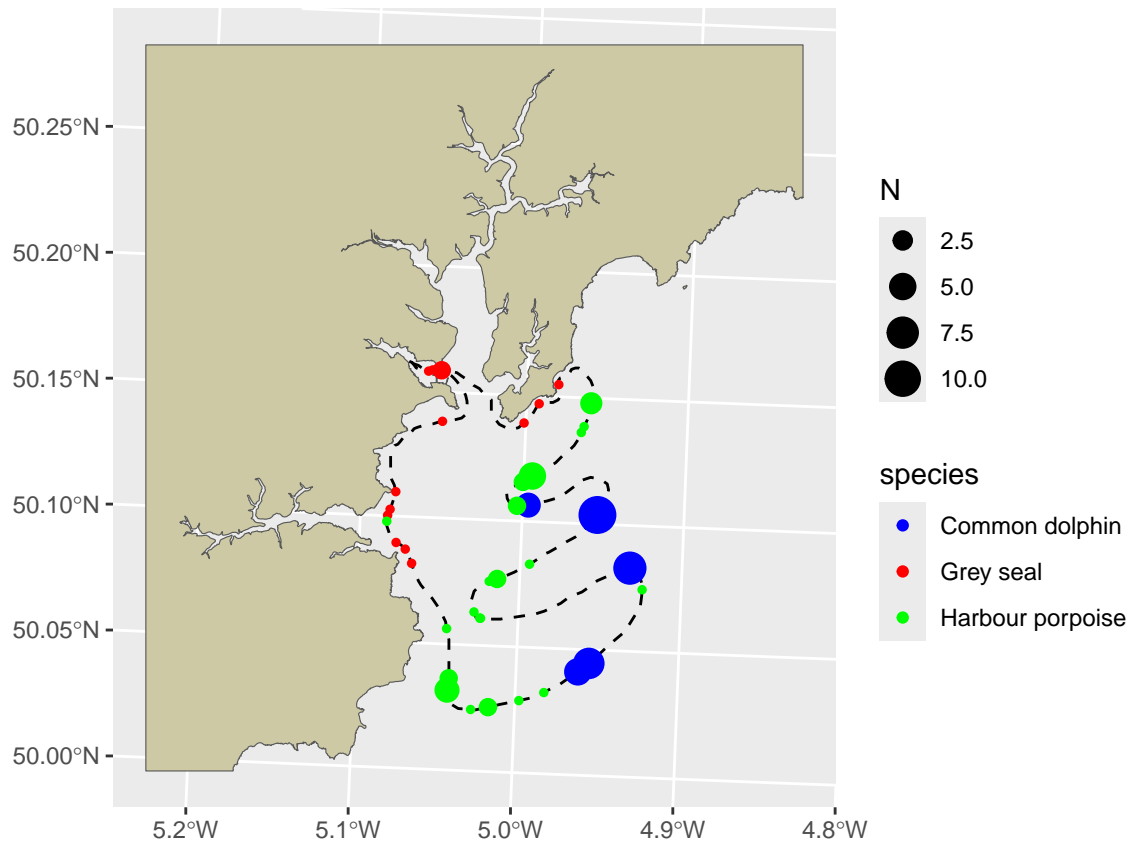 50.25°N
50.20°N
50.15°N
50.10°N
50.05°N
50.00°N
5.2°W
5.1°W
5.0°W
4.9°W
4.8°W
N
2.5
5.0
7.5
10.0
species
Common dolphin
Grey seal
Harbour porpoise